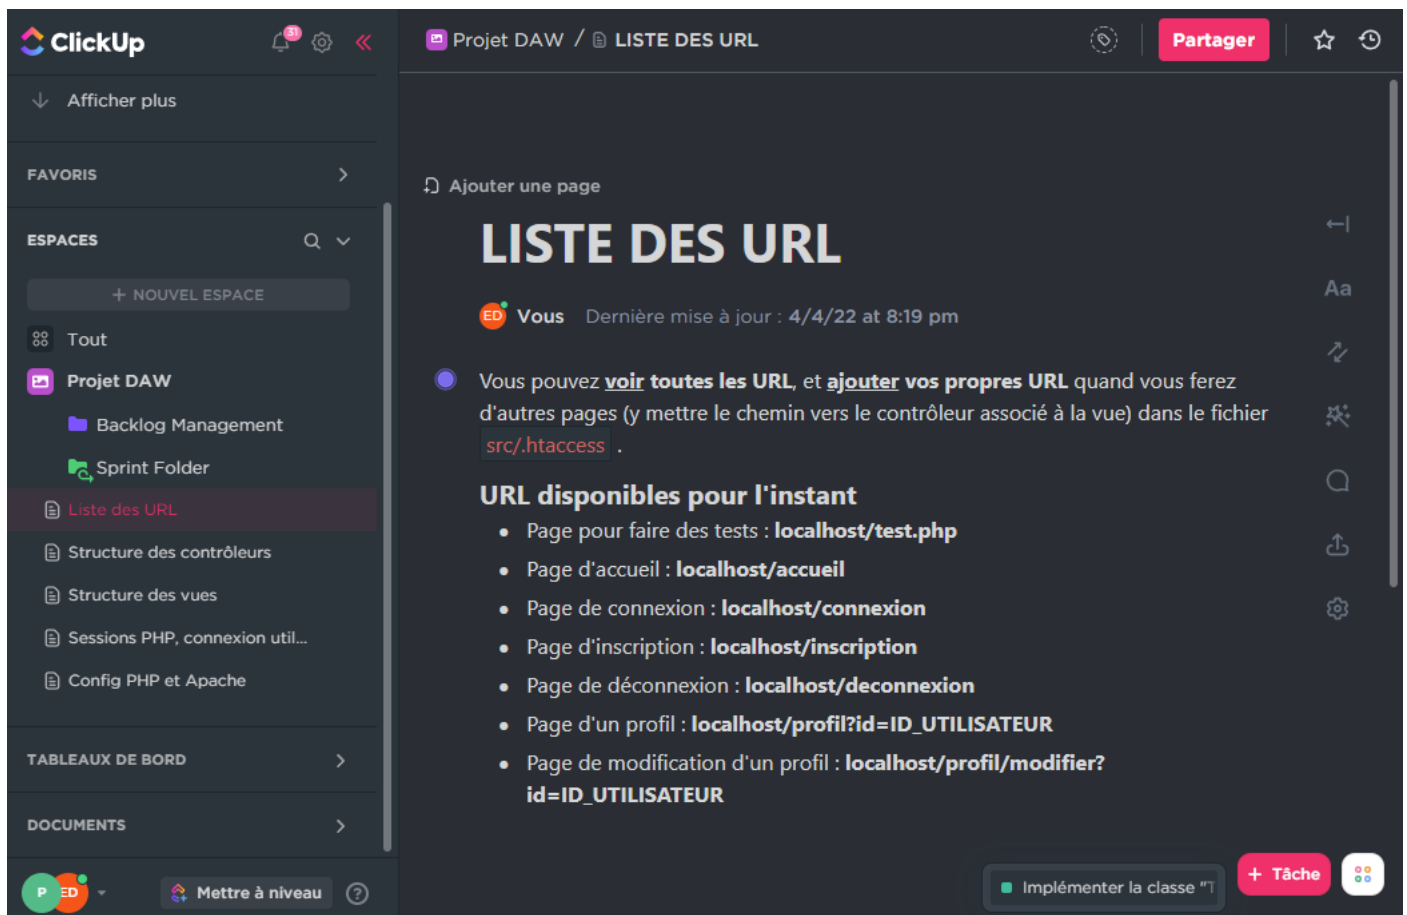 ClickUp
31
Afficher plus
FAVORIS
ESPACES
+ NOUVEL ESPACE
Tout
Projet DAW
Backlog Management
Sprint Folder
Liste des URL
Structure des contrôleurs
Structure des vues
Sessions PHP, connexion util...
Config PHP et Apache
TABLEAUX DE BORD
DOCUMENTS
P ED
Mettre à niveau ?
Projet DAW / LISTE DES URL
Partager
Ajouter une page
LISTE DES URL
ED Vous Dernière mise à jour : 4/4/22 at 8:19 pm
Aa
Vous pouvez voir toutes les URL, et ajouter vos propres URL quand vous ferez
d'autres pages (y mettre le chemin vers le contrôleur associé à la vue) dans le fichier
src/.htaccess .
URL disponibles pour l'instant
• Page pour faire des tests : localhost/test.php
• Page d'accueil : localhost/accueil
• Page de connexion : localhost/connexion
• Page d'inscription : localhost/inscription
• Page de déconnexion : localhost/deconnexion
• Page d'un profil : localhost/profil?id=ID_UTILISATEUR
• Page de modification d'un profil : localhost/profil/modifier?
id=ID_UTILISATEUR
Implémenter la classe "T
+ Tâche